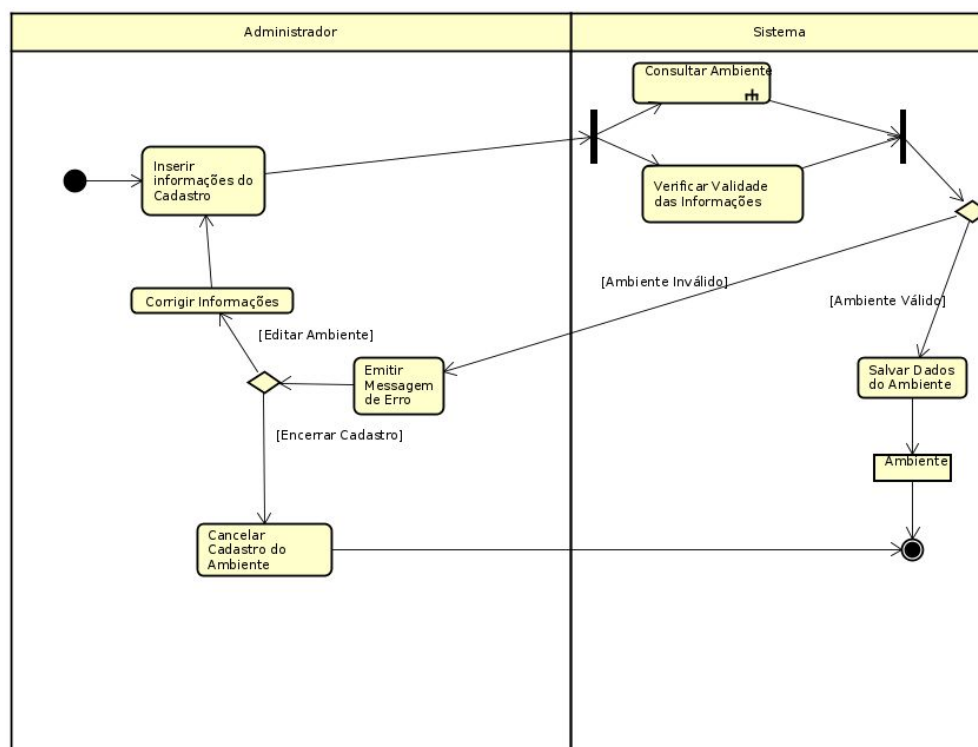 Administrador
Sistema
Consultar Ambiente
Inserir
informações do
Cadastro
Verificar Validade
das Informações
[Ambiente Inválido]
Corrigir Informações
[Ambiente Válido]
[Editar Ambiente]
Emitir
Messagem
de Erro
Salvar Dados
do Ambiente
[Encerrar Cadastro]
Ambiente
Cancelar
Cadastro do
Ambiente